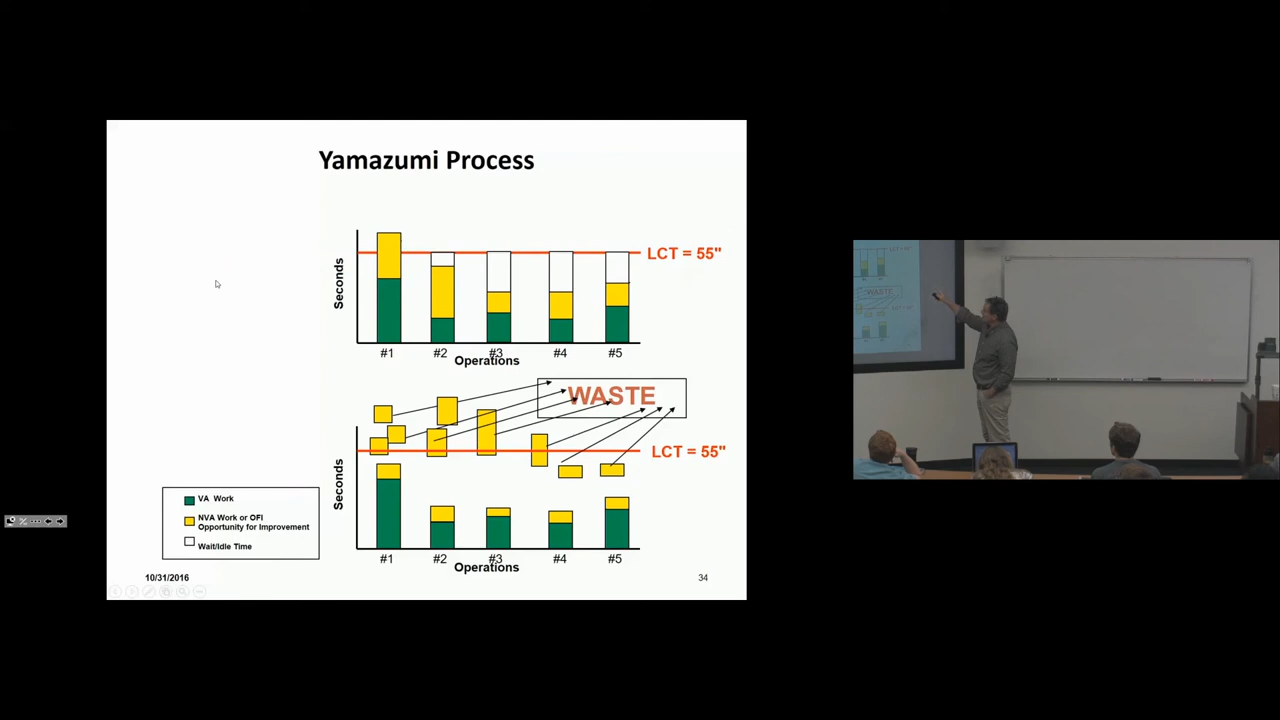 Yamazumi Process
LCT = 55"
Seconds
#1 #2 #3 #4 #5
Operations
WASTE
LCT = 55"
Seconds
VA Work
NVA Work or OFI
Opportunity for Improvement
Wait/Idle Time
#1 #2 #3 #4 #5
Operations
10/31/2016
34
WASTE